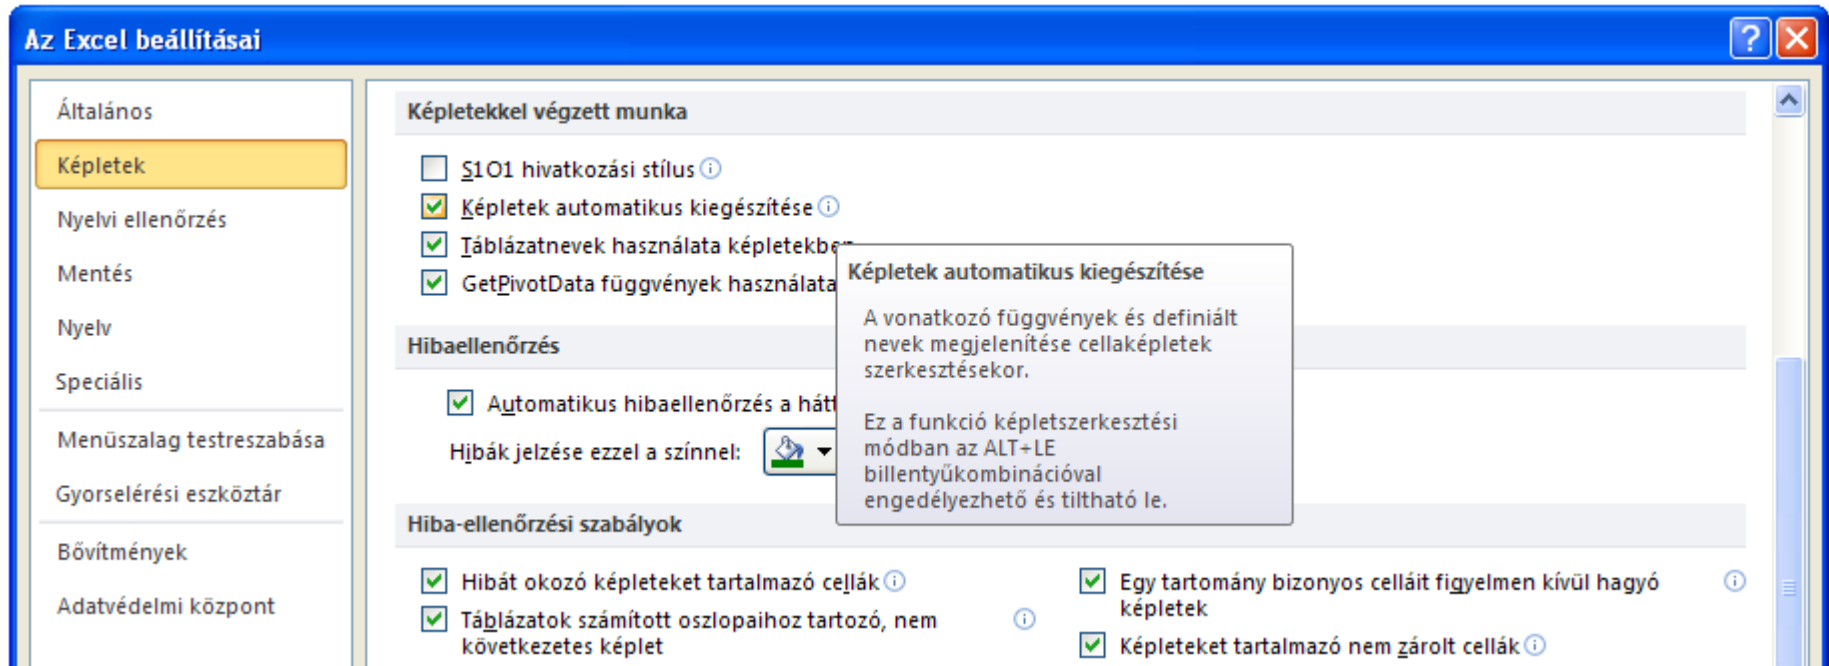 Az Excel beállításai
Általános
Képletek
Nyelvi ellenőrzés
Mentés
Nyelv
Speciális
Menüszalag testreszabása
Gyorselérési eszköztár
Bővítmények
Adatvédelmi központ
Képletekkel végzett munka
S1O1 hivatkozási stílus
Képletek automatikus kiegészítése
Táblázatnevek használata képletekben
GetPivotData függvények használata
Képletek automatikus kiegészítése
A vonatkozó függvények és definiált
nevek megjelenítése cellaképletek
szerkesztésekor.
Ez a funkció képletszerkesztési
módban az ALT+LE
billentyűkombinációval
engedélyezhető és tiltható le.
Hibaellenőrzés
Automatikus hibaellenőrzés a hátt
Hibák jelzése ezzel a színnel:
Hiba-ellenőrzési szabályok
Hibát okozó képleteket tartalmazó cellák
Táblázatok számított oszlopaihoz tartozó, nem
következetes képlet
Egy tartomány bizonyos celláit figyelmen kívül hagyó
képletek
Képleteket tartalmazó nem zárolt cellák